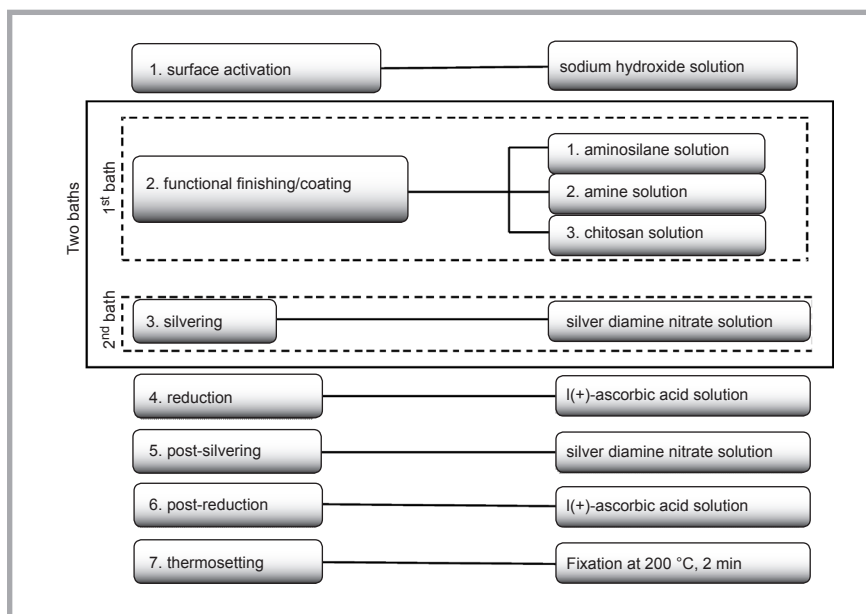 1. surface activation
sodium hydroxide solution
Two baths
1st bath
2. functional finishing/coating
1. aminosilane solution
2. amine solution
3. chitosan solution
2nd bath
3. silvering
silver diamine nitrate solution
4. reduction
l(+)-ascorbic acid solution
5. post-silvering
silver diamine nitrate solution
6. post-reduction
l(+)-ascorbic acid solution
7. thermosetting
Fixation at 200 °C, 2 min